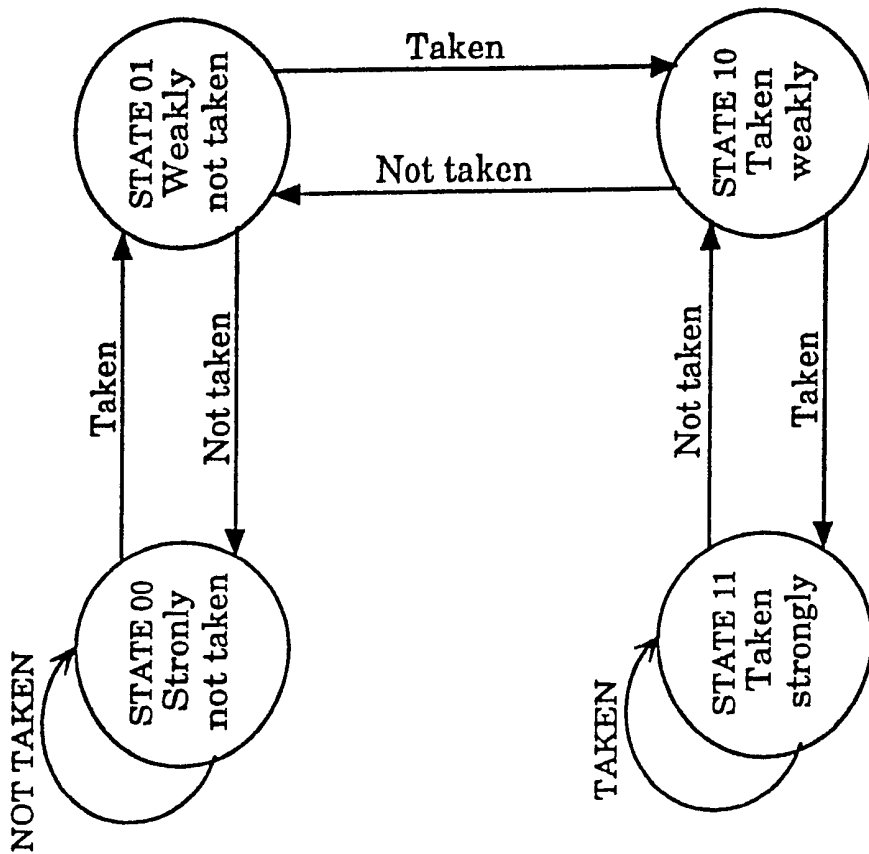 NOT TAKEN
STATE 00
Stronly
not taken
Taken
Not taken
STATE 01
Weakly
not taken
Taken
Not taken
TAKEN
STATE 11
Taken
strongly
Not taken
Taken
STATE 10
Taken
weakly